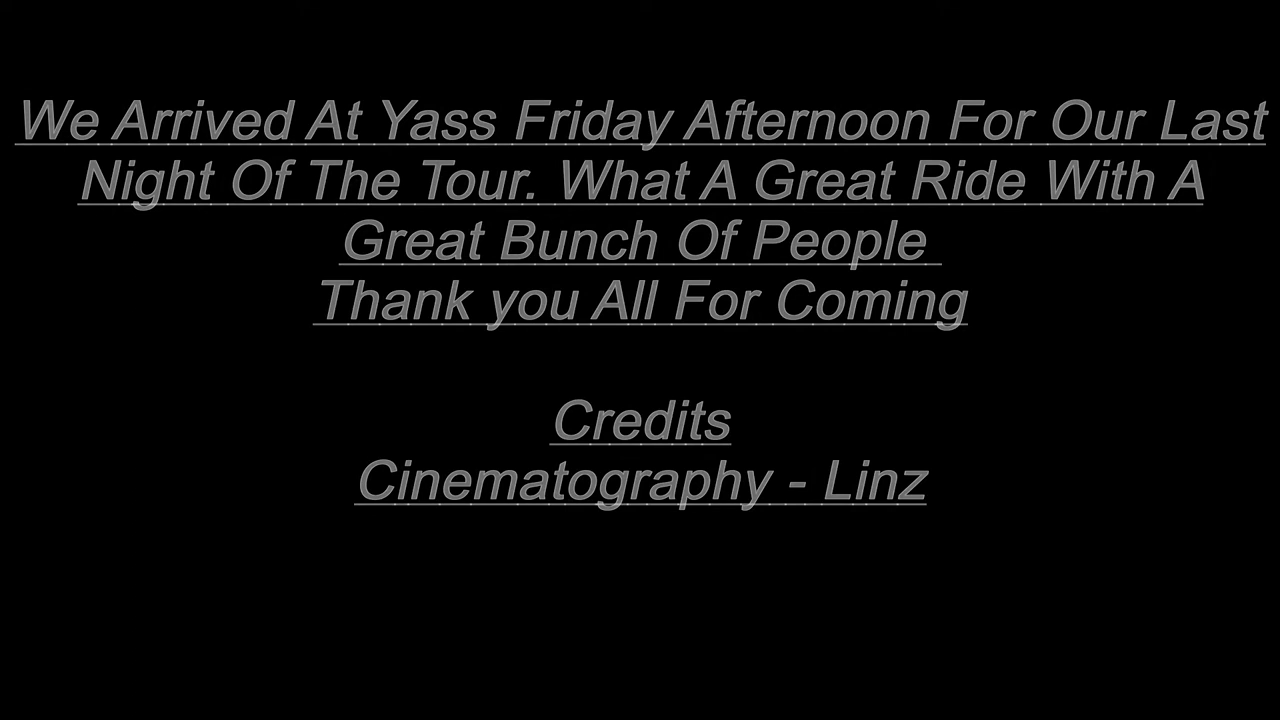 We Arrived At Yass Friday Afternoon For Our Last
Night Of The Tour. What A Great Ride With A
Great Bunch Of People
Thank you All For Coming
Credits
Cinematography - Linz